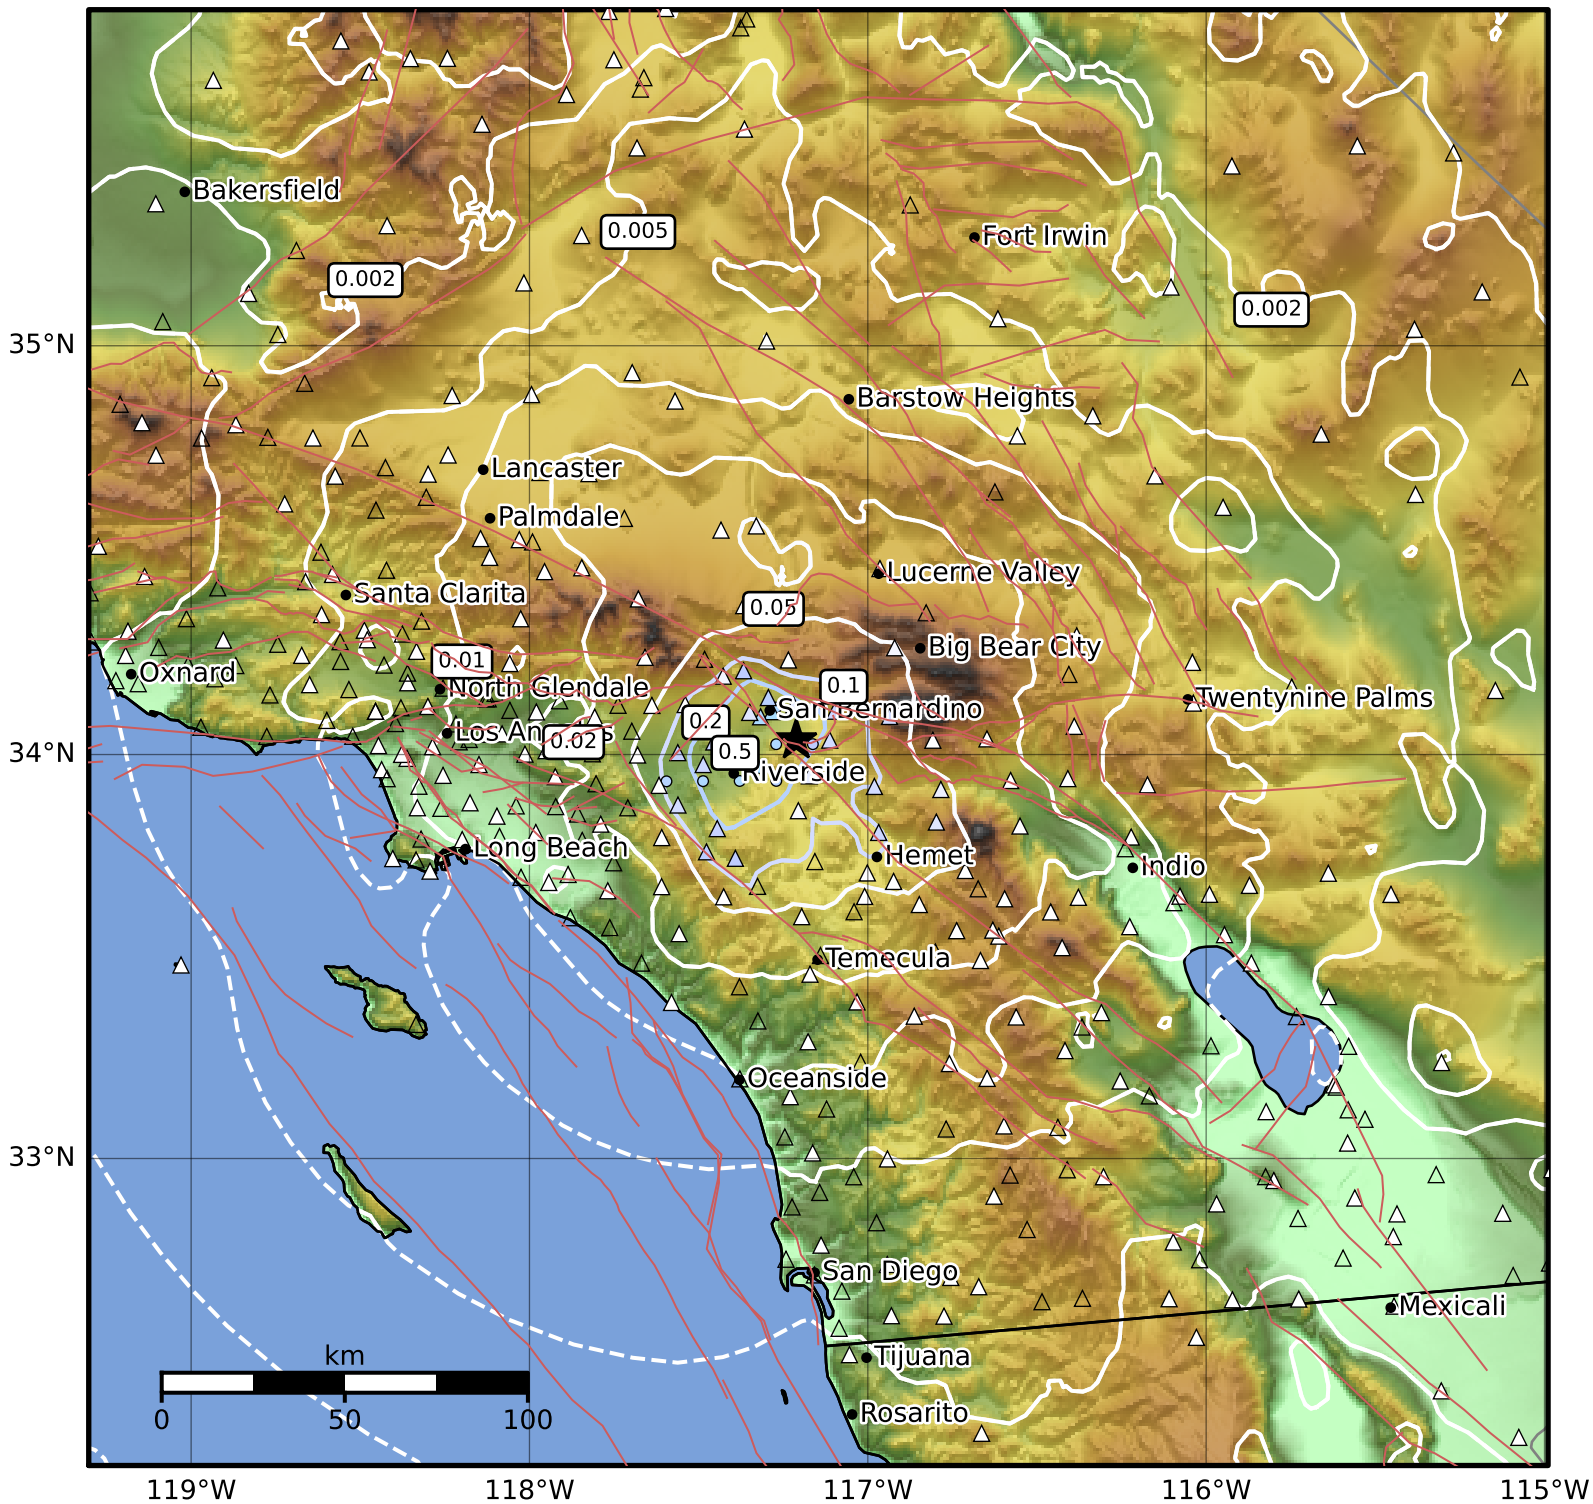 Bakersfield
0.005
Fort Irwin
0.002
0.002
35°N
Barstow Heights
Lancaster
Palmdale
Lucerne Valley
Santa Clarita
0.05
Big Bear City
0.01
Oxnard
North Glendale
0.1
Twentynine Palms
San Bernardino
0.2
Los An s
0.02
0.5
34°N
Riverside
Long Beach
Hemet
Indio
Temecula
Oceanside
33°N
San Diego
Mexicali
km
Tijuana
0 50 100
Rosarito
119°W 118°W 117°W 116°W 115°W